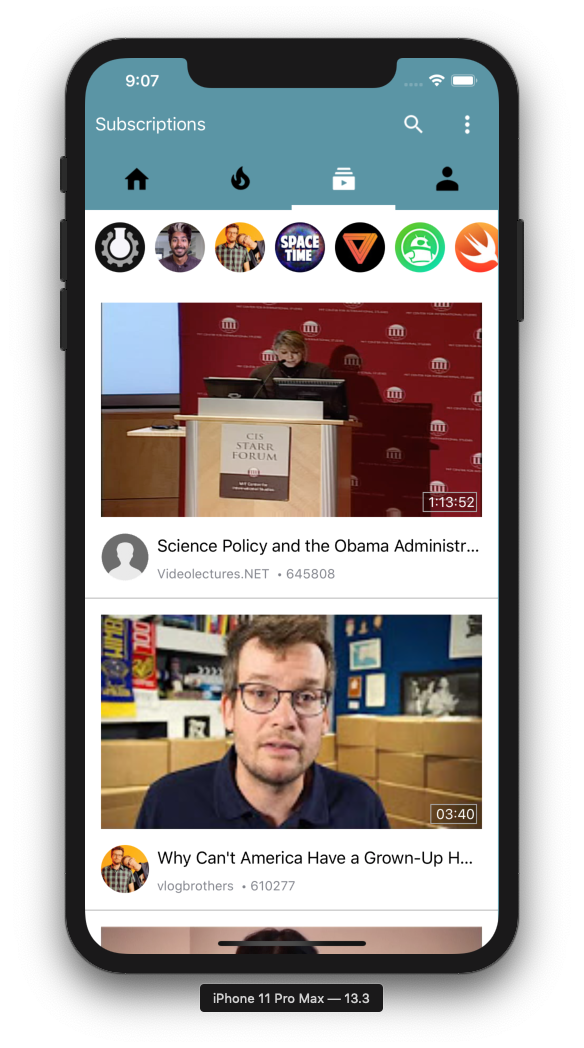 9:07
Subscriptions
SPACE
TIME
CIS
STARR
FORUM
1:13:52
Science Policy and the Obama Administr...
Videolectures.NET • 645808
03:40
Why Can't America Have a Grown-Up H...
vlogbrothers • 610277
iPhone 11 Pro Max — 13.3